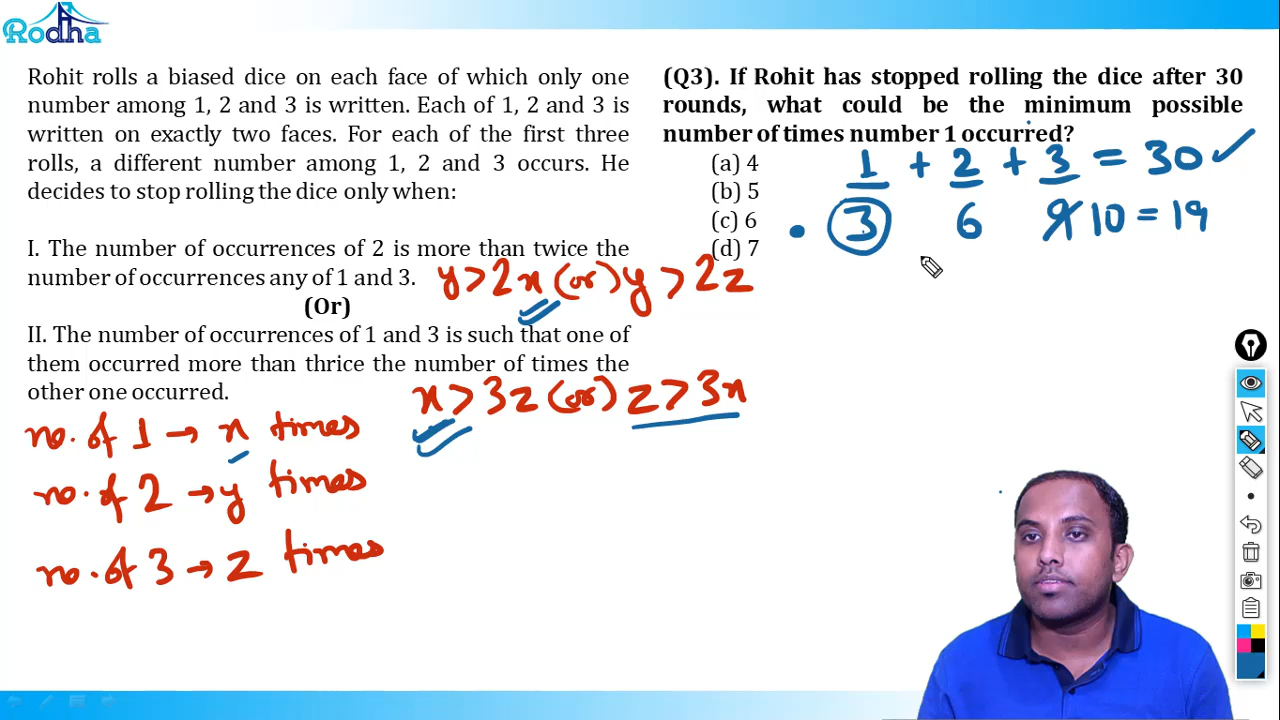 Rodha
Rohit rolls a biased dice on each face of which only one
number among 1, 2 and 3 is written. Each of 1, 2 and 3 is
written on exactly two faces. For each of the first three
rolls, a different number among 1, 2 and 3 occurs. He
decides to stop rolling the dice only when:
I. The number of occurrences of 2 is more than twice the
number of occurrences any of 1 and 3.
y > 2x (or) y > 2z
(Or)
II. The number of occurrences of 1 and 3 is such that one of
them occurred more than thrice the number of times the
other one occurred.
x > 3z (or) z > 3x
no. of 1 → x times
no. of 2 → y times
no. of 3 → z times
(Q3). If Rohit has stopped rolling the dice after 30
rounds, what could be the minimum possible
number of times number 1 occurred?
(a) 4
(b) 5
(c) 6
(d) 7
1 + 2 + 3 = 30 ✓
3 6 9 10 = 19